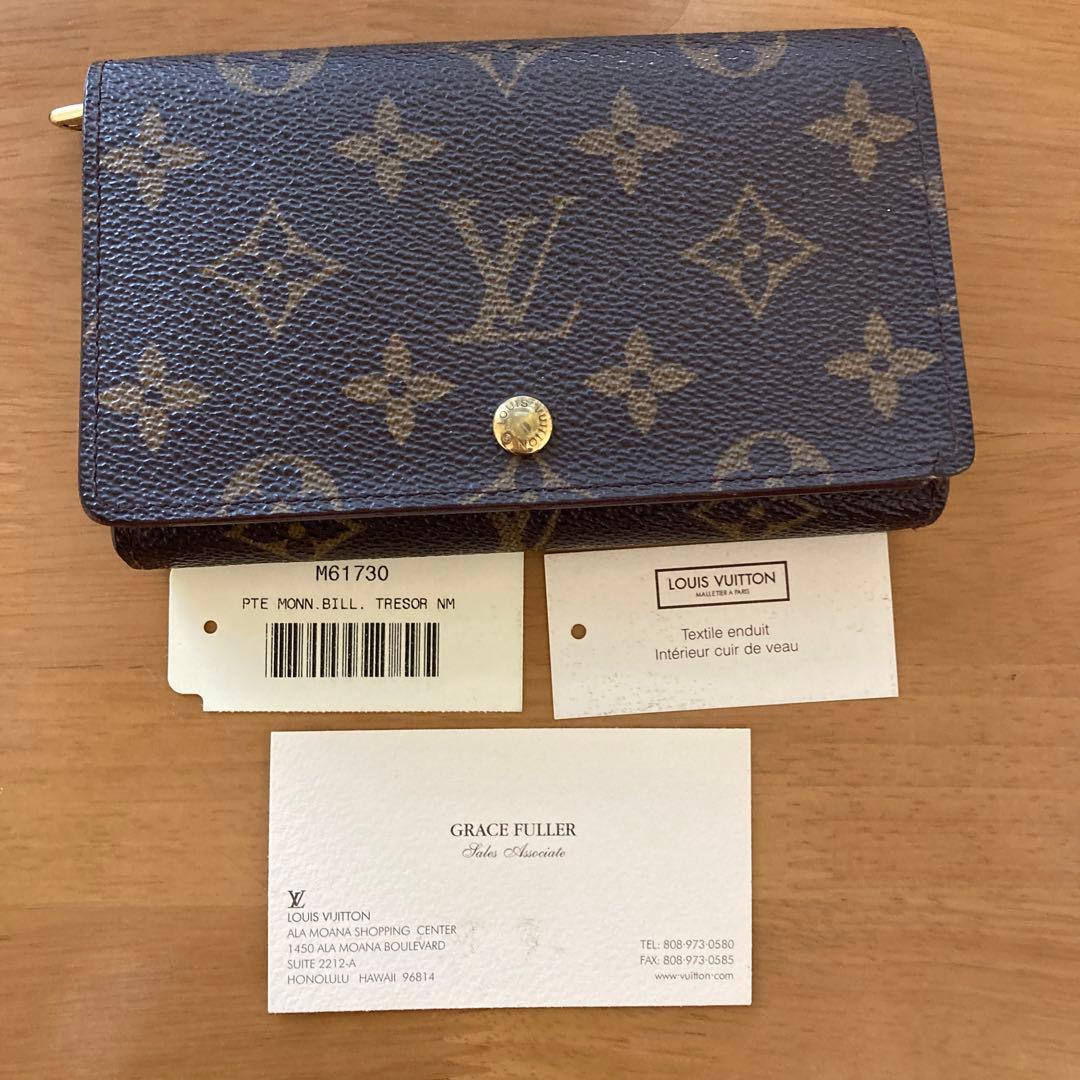 LV
LOUIS VUITTON
M61730
PTE MONN.BILL. TRESOR NM
LOUIS VUITTON
MALLETIER A PARIS
Textile enduit
Intérieur cuir de veau
GRACE FULLER
Sales Associate
LV
LOUIS VUITTON
ALA MOANA SHOPPING CENTER
1450 ALA MOANA BOULEVARD
SUITE 2212-A
HONOLULU HAWAII 96814
TEL: 808·973·0580
FAX: 808·973·0585
www·vuitton·com